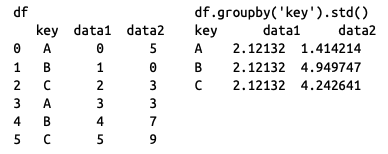 df df.groupby('key').std()
key data1 data2 key data1 data2
0 A 0 5 A 2.12132 1.414214
1 B 1 0 B 2.12132 4.949747
2 C 2 3 C 2.12132 4.242641
3 A 3 3
4 B 4 7
5 C 5 9